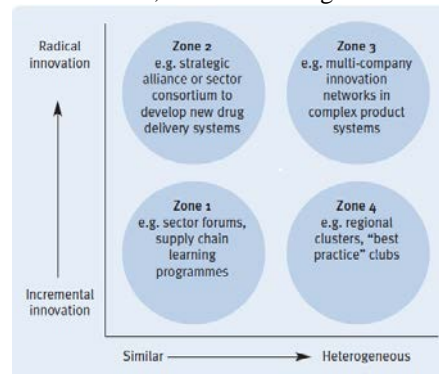 Radical
innovation
Zone 2
e.g. strategic
alliance or sector
consortium to
develop new drug
delivery systems
Zone 3
e.g. multi-company
innovation
networks in
complex product
systems
Zone 1
e.g. sector forums,
supply chain
learning
programmes
Zone 4
e.g. regional
clusters, “best
practice” clubs
Incremental
innovation
Similar
Heterogeneous